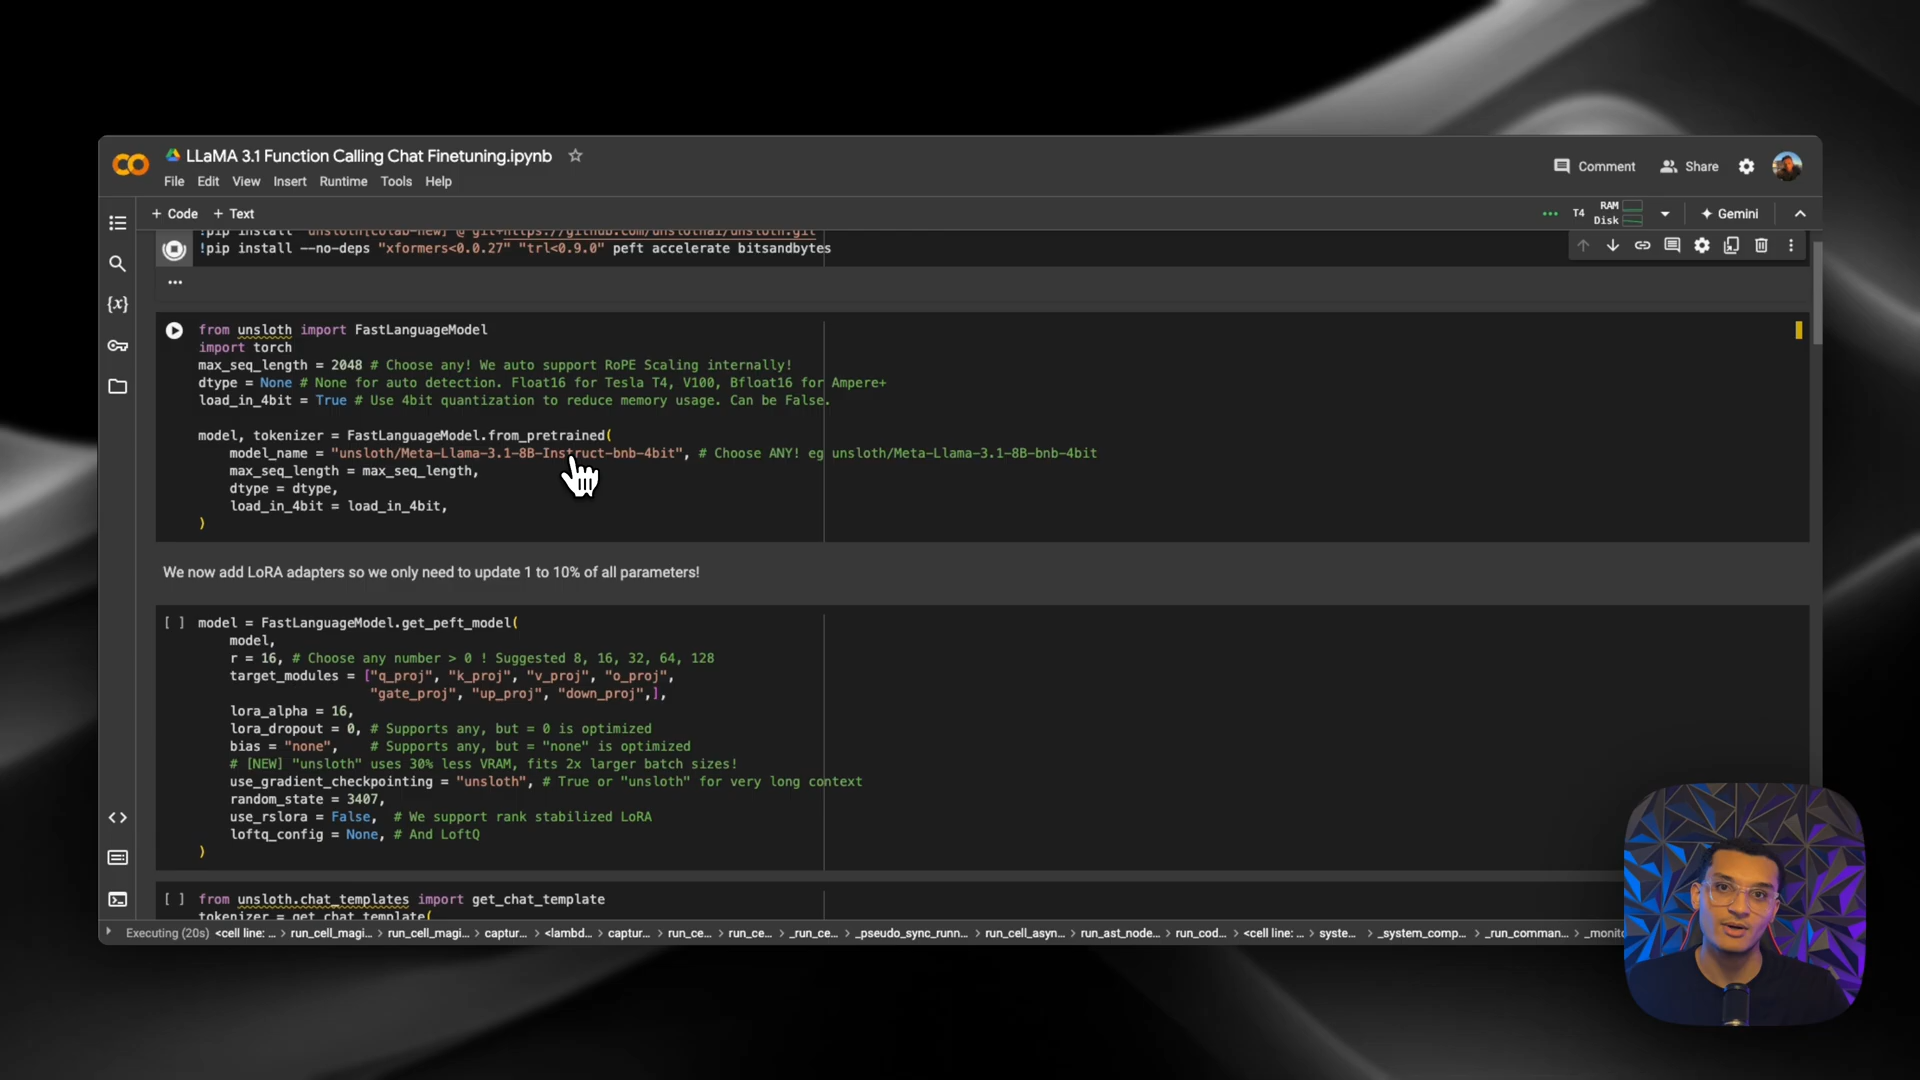 LLaMA 3.1 Function Calling Chat Finetuning.ipynb
File Edit View Insert Runtime Tools Help
Comment Share
+ Code + Text
T4 RAM Disk Gemini
!pip install "unsloth[colab-new] @ git+https://github.com/unslothai/unsloth.git"
!pip install --no-deps "xformers<0.0.27" "trl<0.9.0" peft accelerate bitsandbytes
...
{x}
from unsloth import FastLanguageModel
import torch
max_seq_length = 2048 # Choose any! We auto support RoPE Scaling internally!
dtype = None # None for auto detection. Float16 for Tesla T4, V100, Bfloat16 for Ampere+
load_in_4bit = True # Use 4bit quantization to reduce memory usage. Can be False.
model, tokenizer = FastLanguageModel.from_pretrained(
model_name = "unsloth/Meta-Llama-3.1-8B-Instruct-bnb-4bit", # Choose ANY! eg unsloth/Meta-Llama-3.1-8B-bnb-4bit
max_seq_length = max_seq_length,
dtype = dtype,
load_in_4bit = load_in_4bit,
)
We now add LoRA adapters so we only need to update 1 to 10% of all parameters!
[ ] model = FastLanguageModel.get_peft_model(
model,
r = 16, # Choose any number > 0 ! Suggested 8, 16, 32, 64, 128
target_modules = ["q_proj", "k_proj", "v_proj", "o_proj",
"gate_proj", "up_proj", "down_proj",],
lora_alpha = 16,
lora_dropout = 0, # Supports any, but = 0 is optimized
bias = "none", # Supports any, but = "none" is optimized
# [NEW] "unsloth" uses 30% less VRAM, fits 2x larger batch sizes!
use_gradient_checkpointing = "unsloth", # True or "unsloth" for very long context
random_state = 3407,
use_rslora = False, # We support rank stabilized LoRA
loftq_config = None, # And LoftQ
)
[ ] from unsloth.chat_templates import get_chat_template
tokenizer = get_chat_template(
Executing (20s) <cell line: ... > run_cell_magi... > run_cell_magi... > captur... > <lambd... > captur... > run_ce... > run_ce... > _run_ce... > _pseudo_sync_runn... > run_cell_asyn... > run_ast_node... > run_cod... > <cell line: ... > syste... > _system_comp... > _run_comman... > _monito